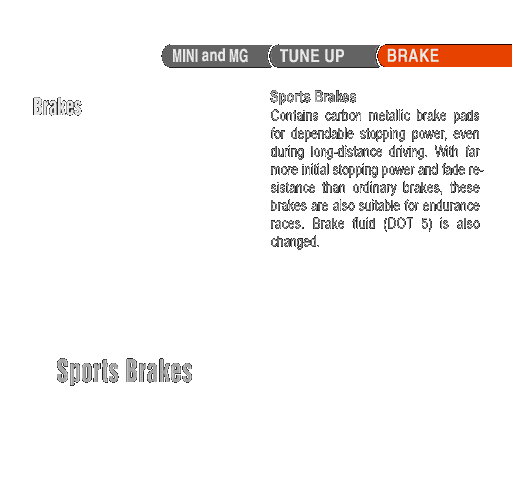 MINI and MG TUNE UP BRAKE
Brakes
Sports Brakes
Contains carbon metallic brake pads
for dependable stopping power, even
during long-distance driving. With far
more initial stopping power and fade re-
sistance than ordinary brakes, these
brakes are also suitable for endurance
races. Brake fluid (DOT 5) is also
changed.
Sports Brakes